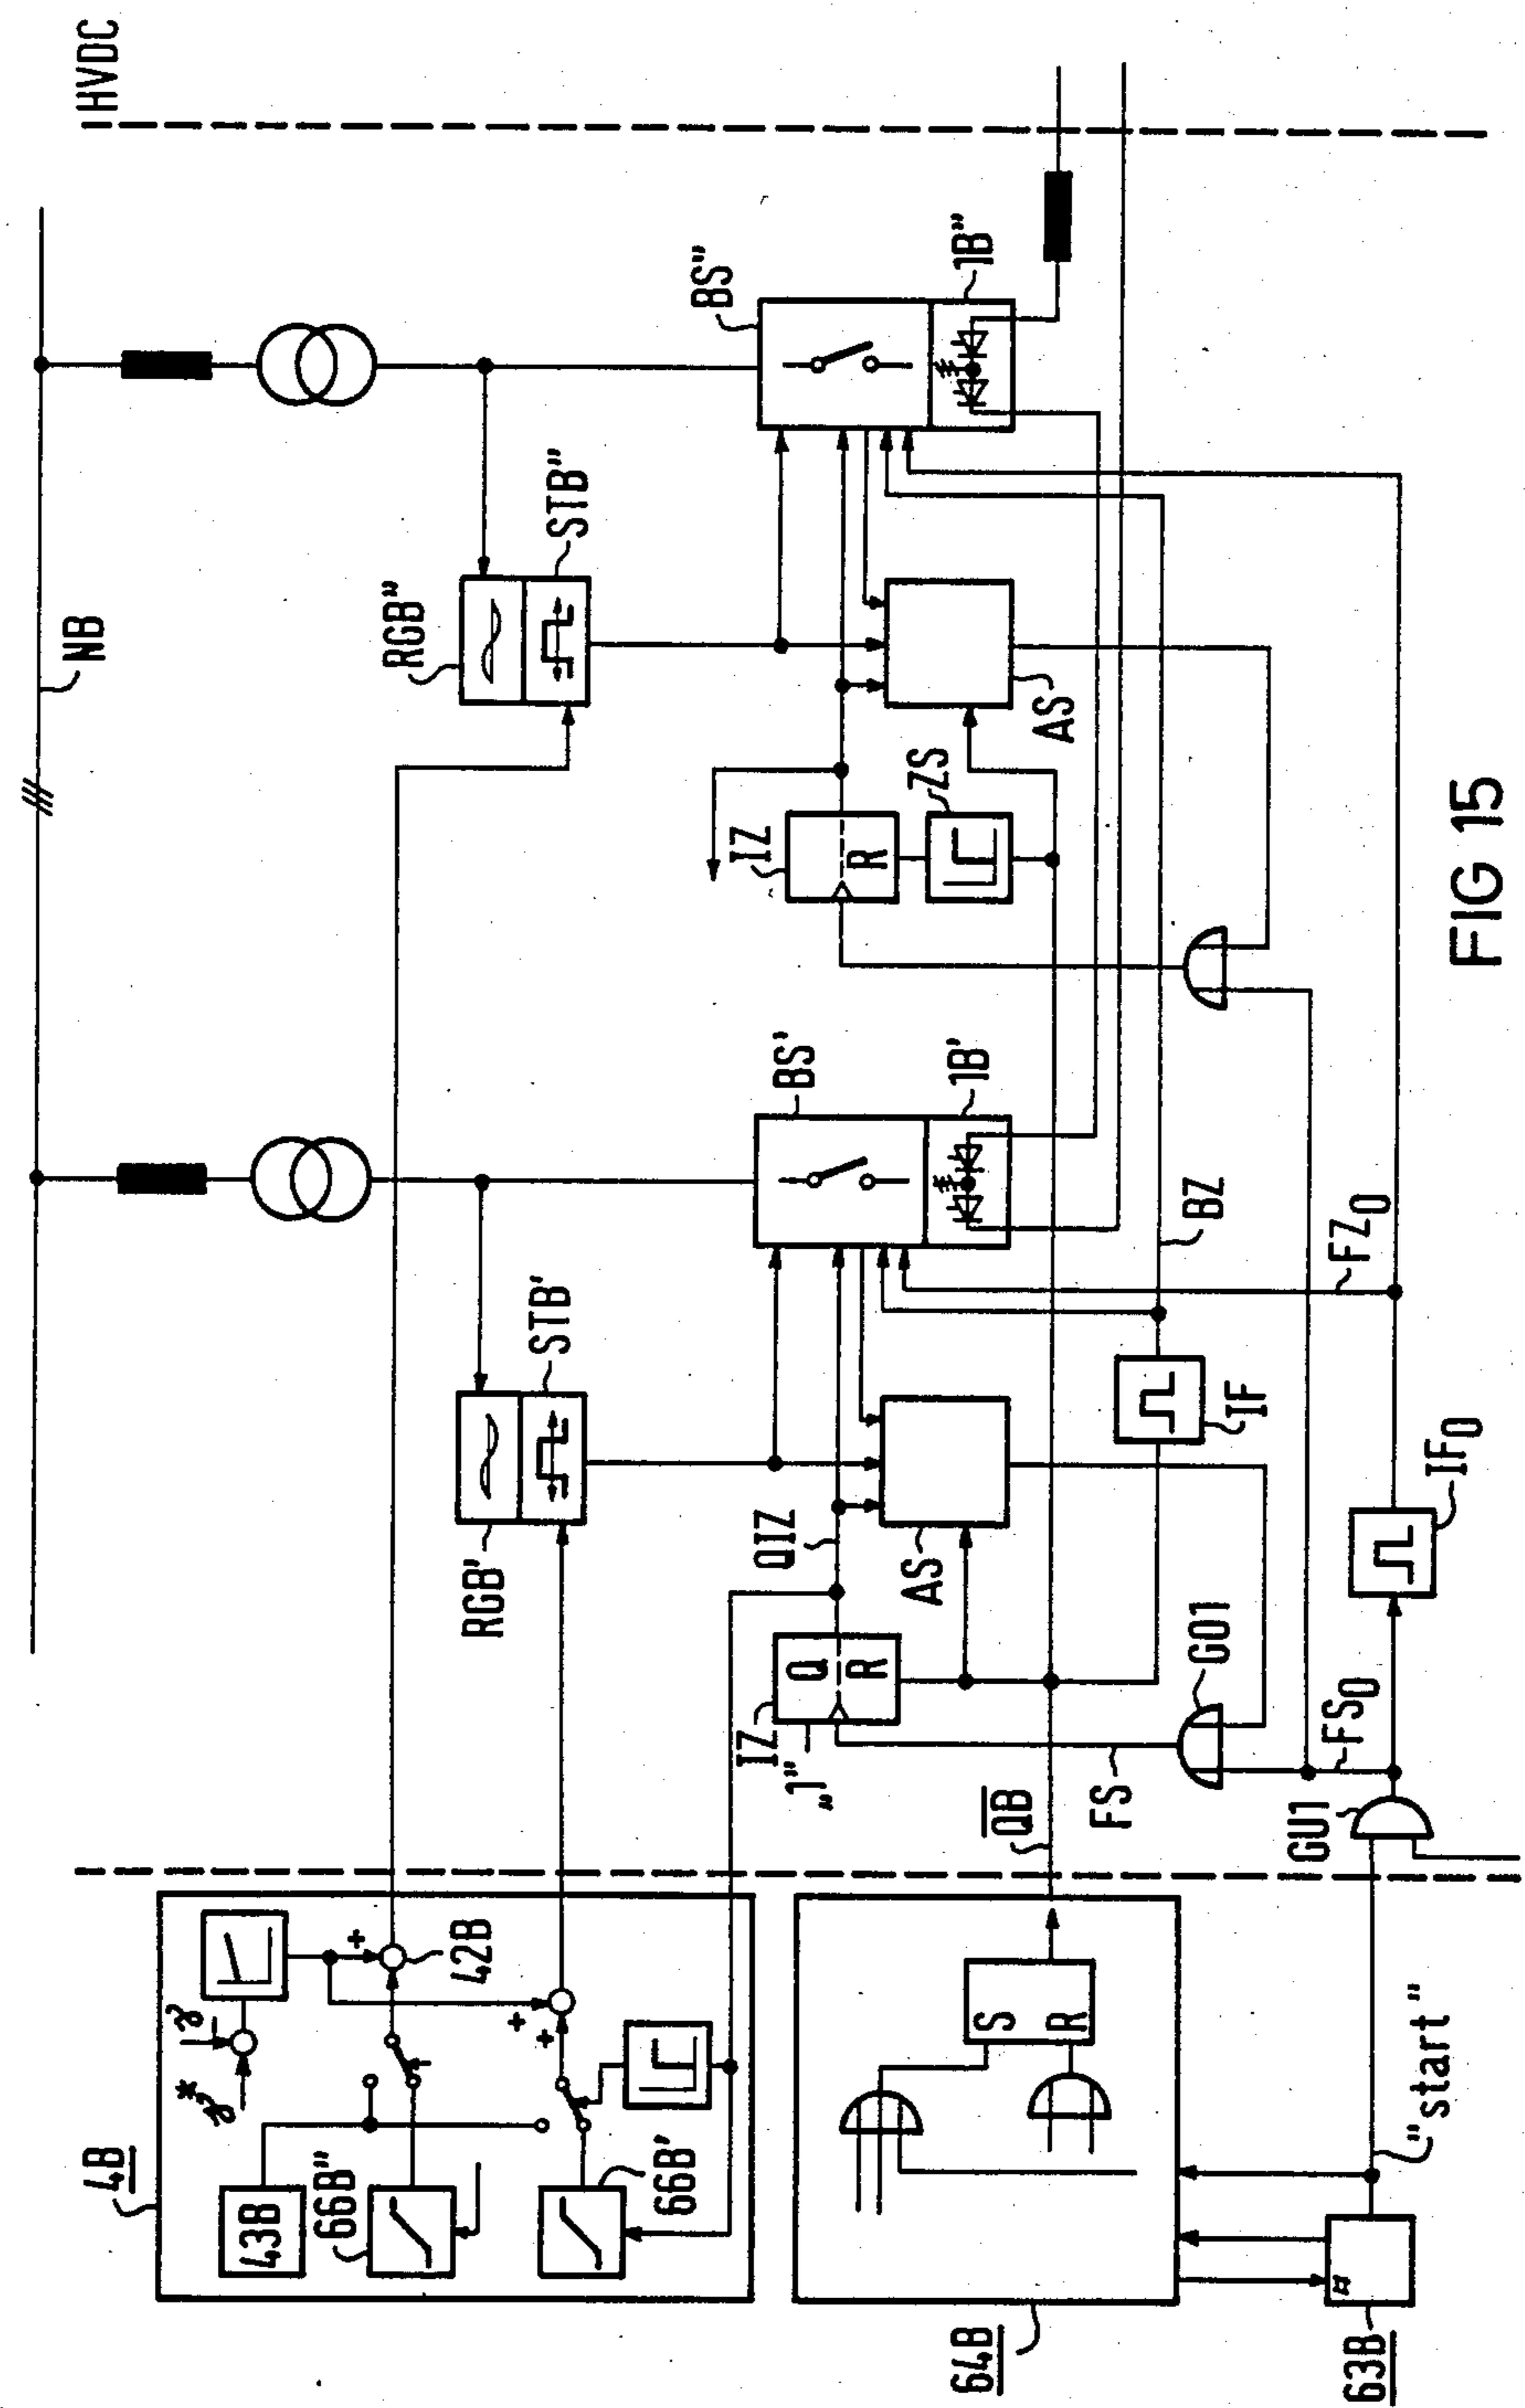 HVDC
NB
BS"
1B"
STB"
RGB"
AS
ZS
IZ
R
BS'
1B'
STB'
RGB'
BZ
FZ0
IF
IF0
QIZ
AS
Q
R
IZ
„1"
GO1
FS
FS0
QB
GU1
42B
+
+
+
-
*
4B
43B
66B"
66B'
S
R
64B
63B
#
"start"
FIG 15